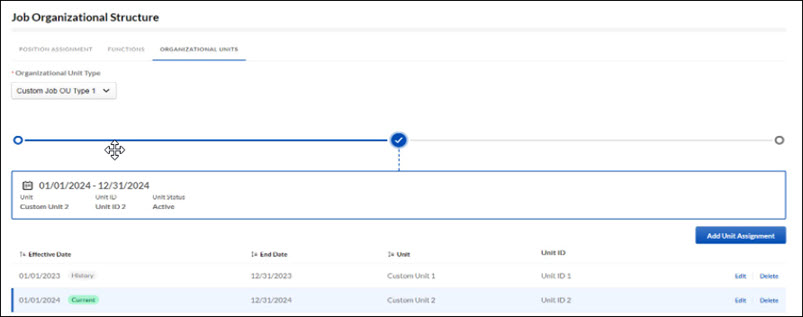 Job Organizational Structure
POSITION ASSIGNMENT FUNCTIONS ORGANIZATIONAL UNITS
* Organizational Unit Type
Custom Job OU Type 1
01/01/2024 - 12/31/2024
Unit Unit ID Unit Status
Custom Unit 2 Unit ID 2 Active
Add Unit Assignment
Effective Date End Date Unit Unit ID
01/01/2023 History 12/31/2023 Custom Unit 1 Unit ID 1 Edit Delete
01/01/2024 Current 12/31/2024 Custom Unit 2 Unit ID 2 Edit Delete